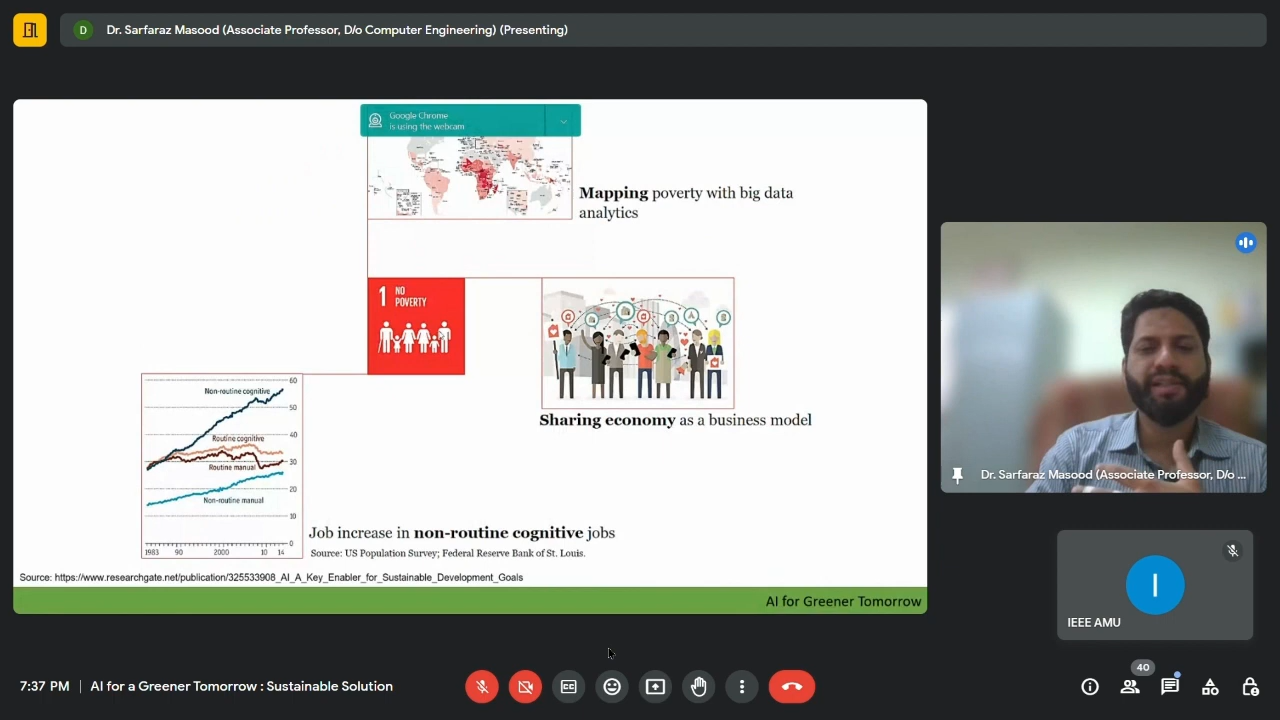 D
Dr. Sarfaraz Masood (Associate Professor, D/o Computer Engineering) (Presenting)
Google Chrome
is using the webcam
Mapping poverty with big data
analytics
1 NO
POVERTY
Sharing economy as a business model
60
Non-routine cognitive
50
Routine cognitive
40
30
Routine manual
20
Non-routine manual
10
0
1983 90 2000 10 14
Job increase in non-routine cognitive jobs
Source: US Population Survey; Federal Reserve Bank of St. Louis.
Source: https://www.researchgate.net/publication/325533908_AI_A_Key_Enabler_for_Sustainable_Development_Goals
AI for Greener Tomorrow
Dr. Sarfaraz Masood (Associate Professor, D/o ...
I
IEEE AMU
7:37 PM | AI for a Greener Tomorrow : Sustainable Solution
40